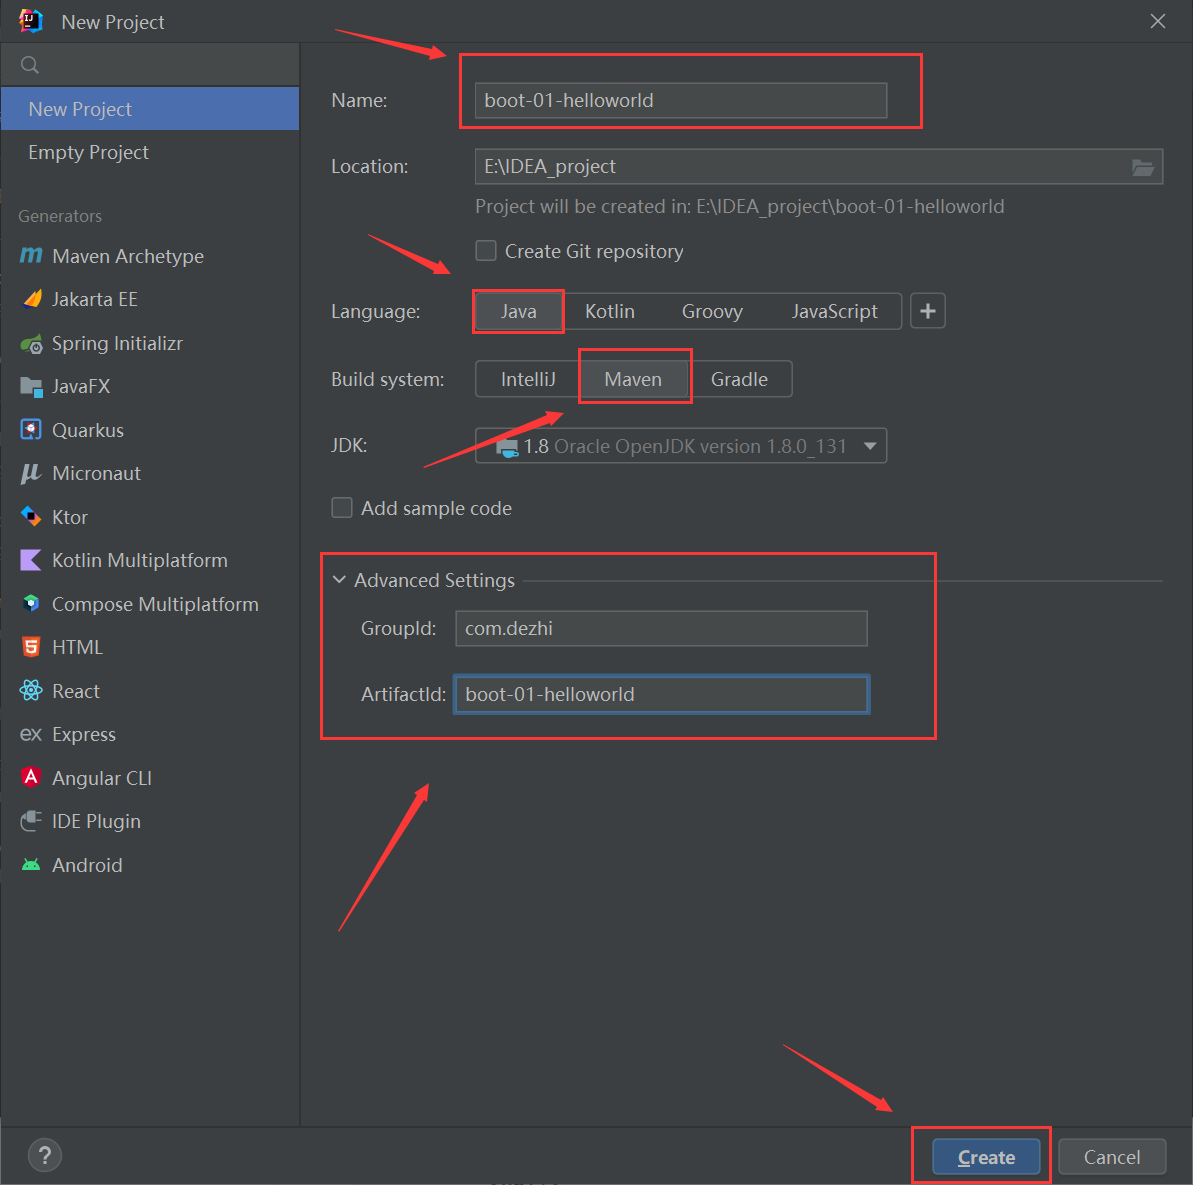 New Project
New Project
Empty Project
Generators
Maven Archetype
Jakarta EE
Spring Initializr
JavaFX
Quarkus
Micronaut
Ktor
Kotlin Multiplatform
Compose Multiplatform
HTML
React
Express
Angular CLI
IDE Plugin
Android
Name: boot-01-helloworld
Location: E:\IDEA_project
Project will be created in: E:\IDEA_project\boot-01-helloworld
Create Git repository
Language: Java Kotlin Groovy JavaScript +
Build system: IntelliJ Maven Gradle
JDK: 1.8 Oracle OpenJDK version 1.8.0_131
Add sample code
Advanced Settings
GroupId: com.dezhi
ArtifactId: boot-01-helloworld
? Create Cancel